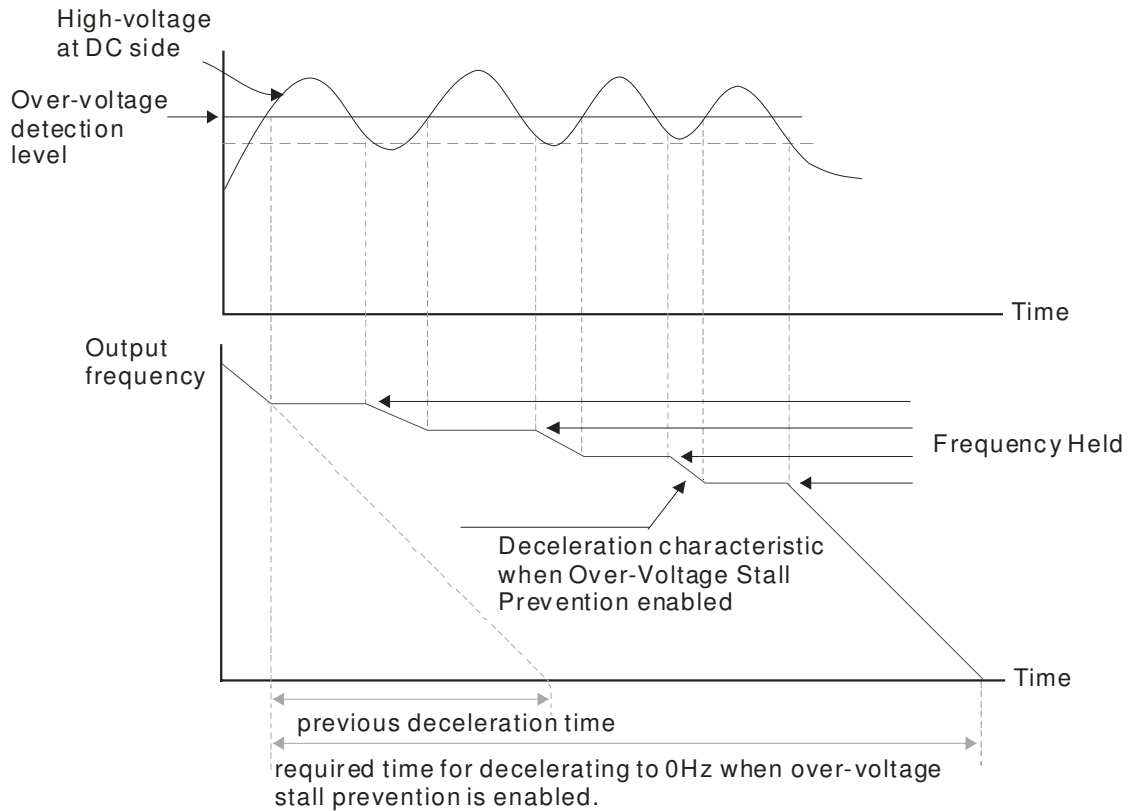 High-voltage
at DC side
Over-voltage
detection
level
Time
Output
frequency
Frequency Held
Deceleration characteristic
when Over-Voltage Stall
Prevention enabled
Time
previous deceleration time
required time for decelerating to 0Hz when over-voltage
stall prevention is enabled.